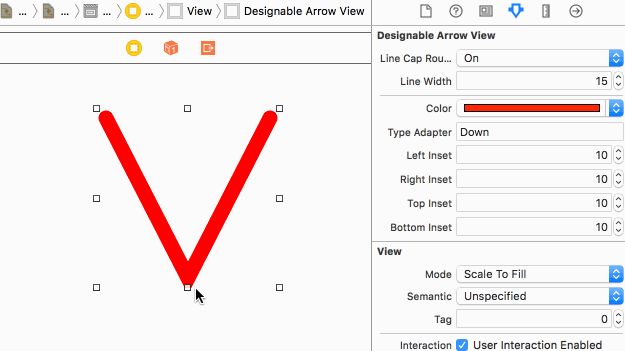 ... ... ... ... View Designable Arrow View
Designable Arrow View
Line Cap Rou... On
Line Width 15
Color
Type Adapter Down
Left Inset 10
Right Inset 10
Top Inset 10
Bottom Inset 10
View
Mode Scale To Fill
Semantic Unspecified
Tag 0
Interaction User Interaction Enabled